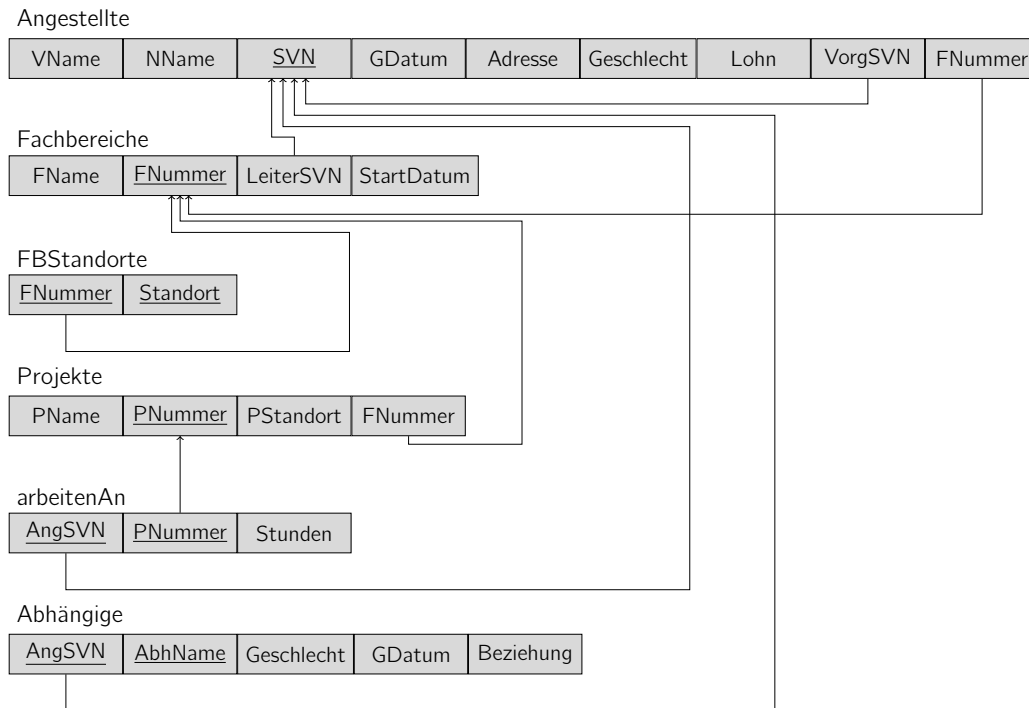 Angestellte
VName NName SVN GDatum Adresse Geschlecht Lohn VorgSVN FNummer
Fachbereiche
FName FNummer LeiterSVN StartDatum
FBStandorte
FNummer Standort
Projekte
PName PNummer PStandort FNummer
arbeitenAn
AngSVN PNummer Stunden
Abhängige
AngSVN AbhName Geschlecht GDatum Beziehung